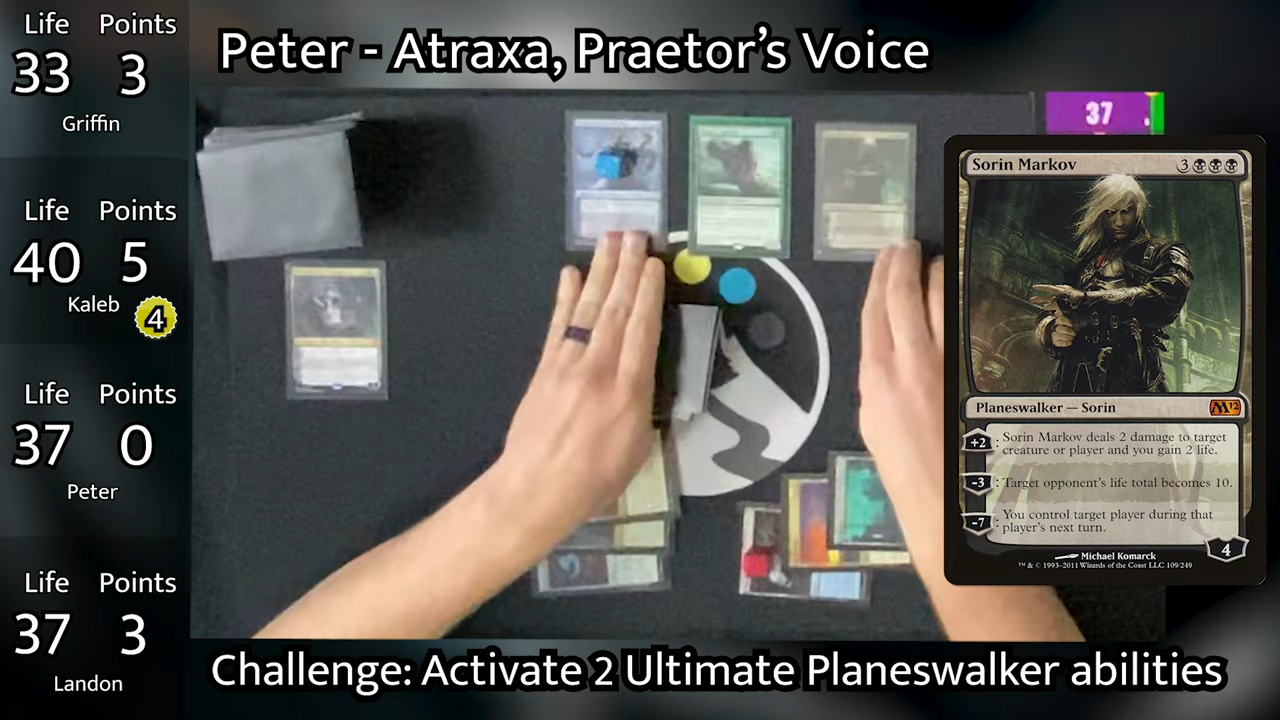 Life Points
33 3
Griffin
Life Points
40 5
Kaleb 4
Life Points
37 0
Peter
Life Points
37 3
Landon
Peter - Atraxa, Praetor’s Voice
37
Sorin Markov 3
Planeswalker — Sorin M12
+2: Sorin Markov deals 2 damage to target
creature or player and you gain 2 life.
-3: Target opponent's life total becomes 10.
-7: You control target player during that
player's next turn.
4
Michael Komarck
™ & © 1993–2011 Wizards of the Coast LLC 109/249
Challenge: Activate 2 Ultimate Planeswalker abilities